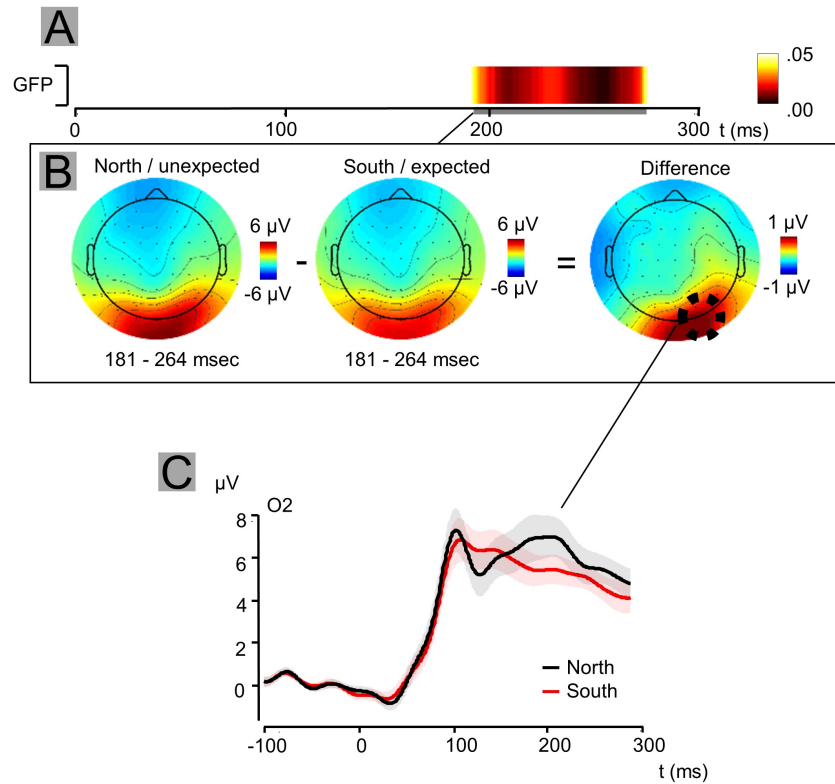 A
GFP
.05
.00
0 100 200 300 t (ms)
B
North / unexpected South / expected Difference
6 µV
-6 µV
-
6 µV
-6 µV
=
1 µV
-1 µV
181 - 264 msec 181 - 264 msec
C
µV
O2
8
6
4
2
0
North
South
-100 0 100 200 300
t (ms)